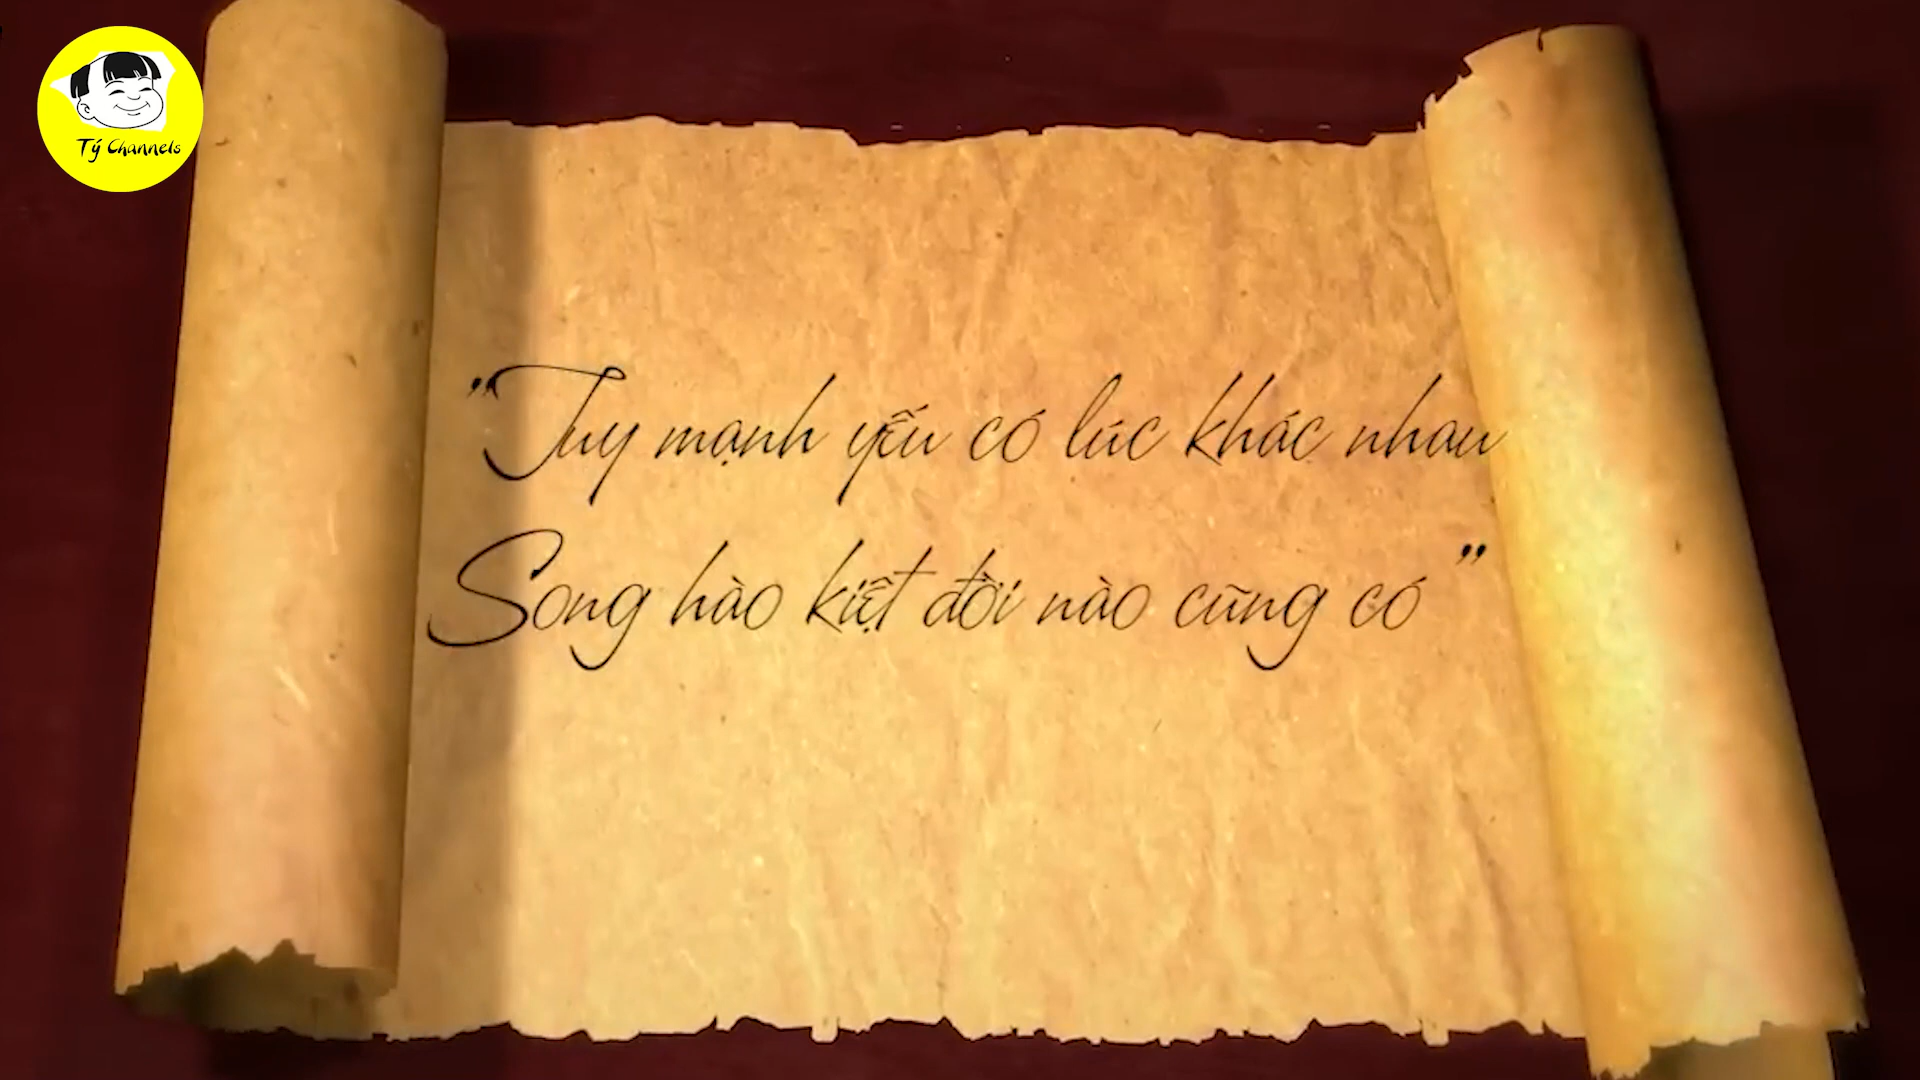 Tý Channels
"Tuy mạnh yếu có lúc khác nhau
Song hào kiệt đời nào cũng có"